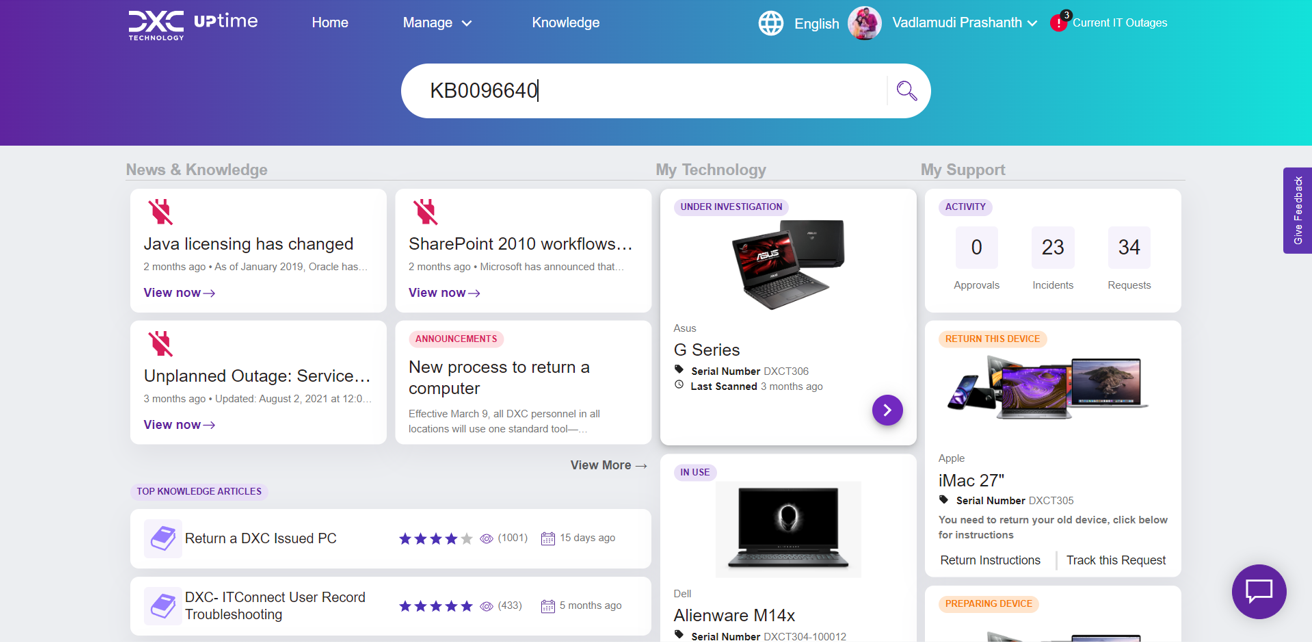 DXC
TECHNOLOGY
UPtime
Home
Manage
Knowledge
English
Vadlamudi Prashanth
3
Current IT Outages
KB0096640
Give Feedback
News & Knowledge
Java licensing has changed
2 months ago • As of January 2019, Oracle has...
View now
SharePoint 2010 workflows...
2 months ago • Microsoft has announced that...
View now
Unplanned Outage: Service...
3 months ago • Updated: August 2, 2021 at 12:0...
View now
ANNOUNCEMENTS
New process to return a
computer
Effective March 9, all DXC personnel in all
locations will use one standard tool—...
View More →
TOP KNOWLEDGE ARTICLES
Return a DXC Issued PC
(1001)
15 days ago
DXC- ITConnect User Record
Troubleshooting
(433)
5 months ago
My Technology
UNDER INVESTIGATION
ASUS
Asus
G Series
Serial Number DXCT306
Last Scanned 3 months ago
IN USE
Dell
Alienware M14x
Serial Number DXCT304-100012
My Support
ACTIVITY
0
23
34
Approvals
Incidents
Requests
RETURN THIS DEVICE
Apple
iMac 27"
Serial Number DXCT305
You need to return your old device, click below
for instructions
Return Instructions
Track this Request
PREPARING DEVICE